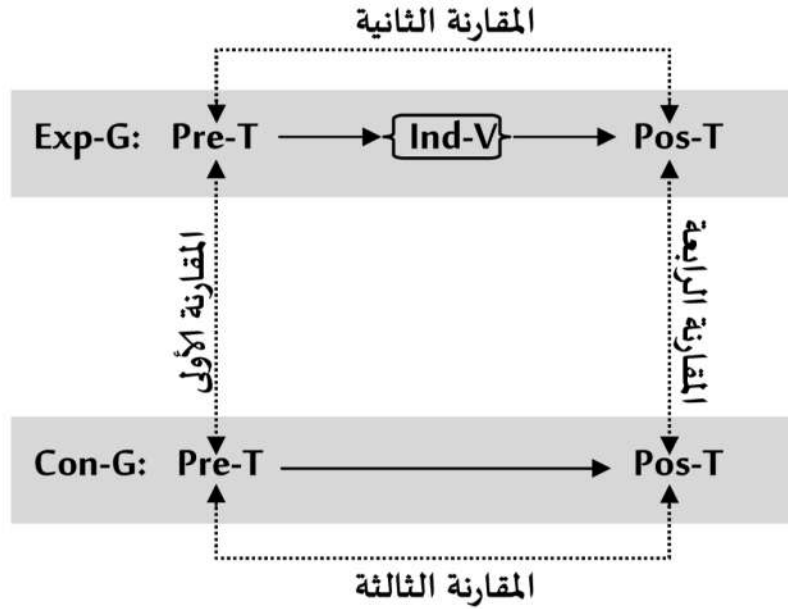 المقارنة الثانية
Exp-G: Pre-T Ind-V Pos-T
المقارنة الأولى
المقارنة الرابعة
Con-G: Pre-T Pos-T
المقارنة الثالثة